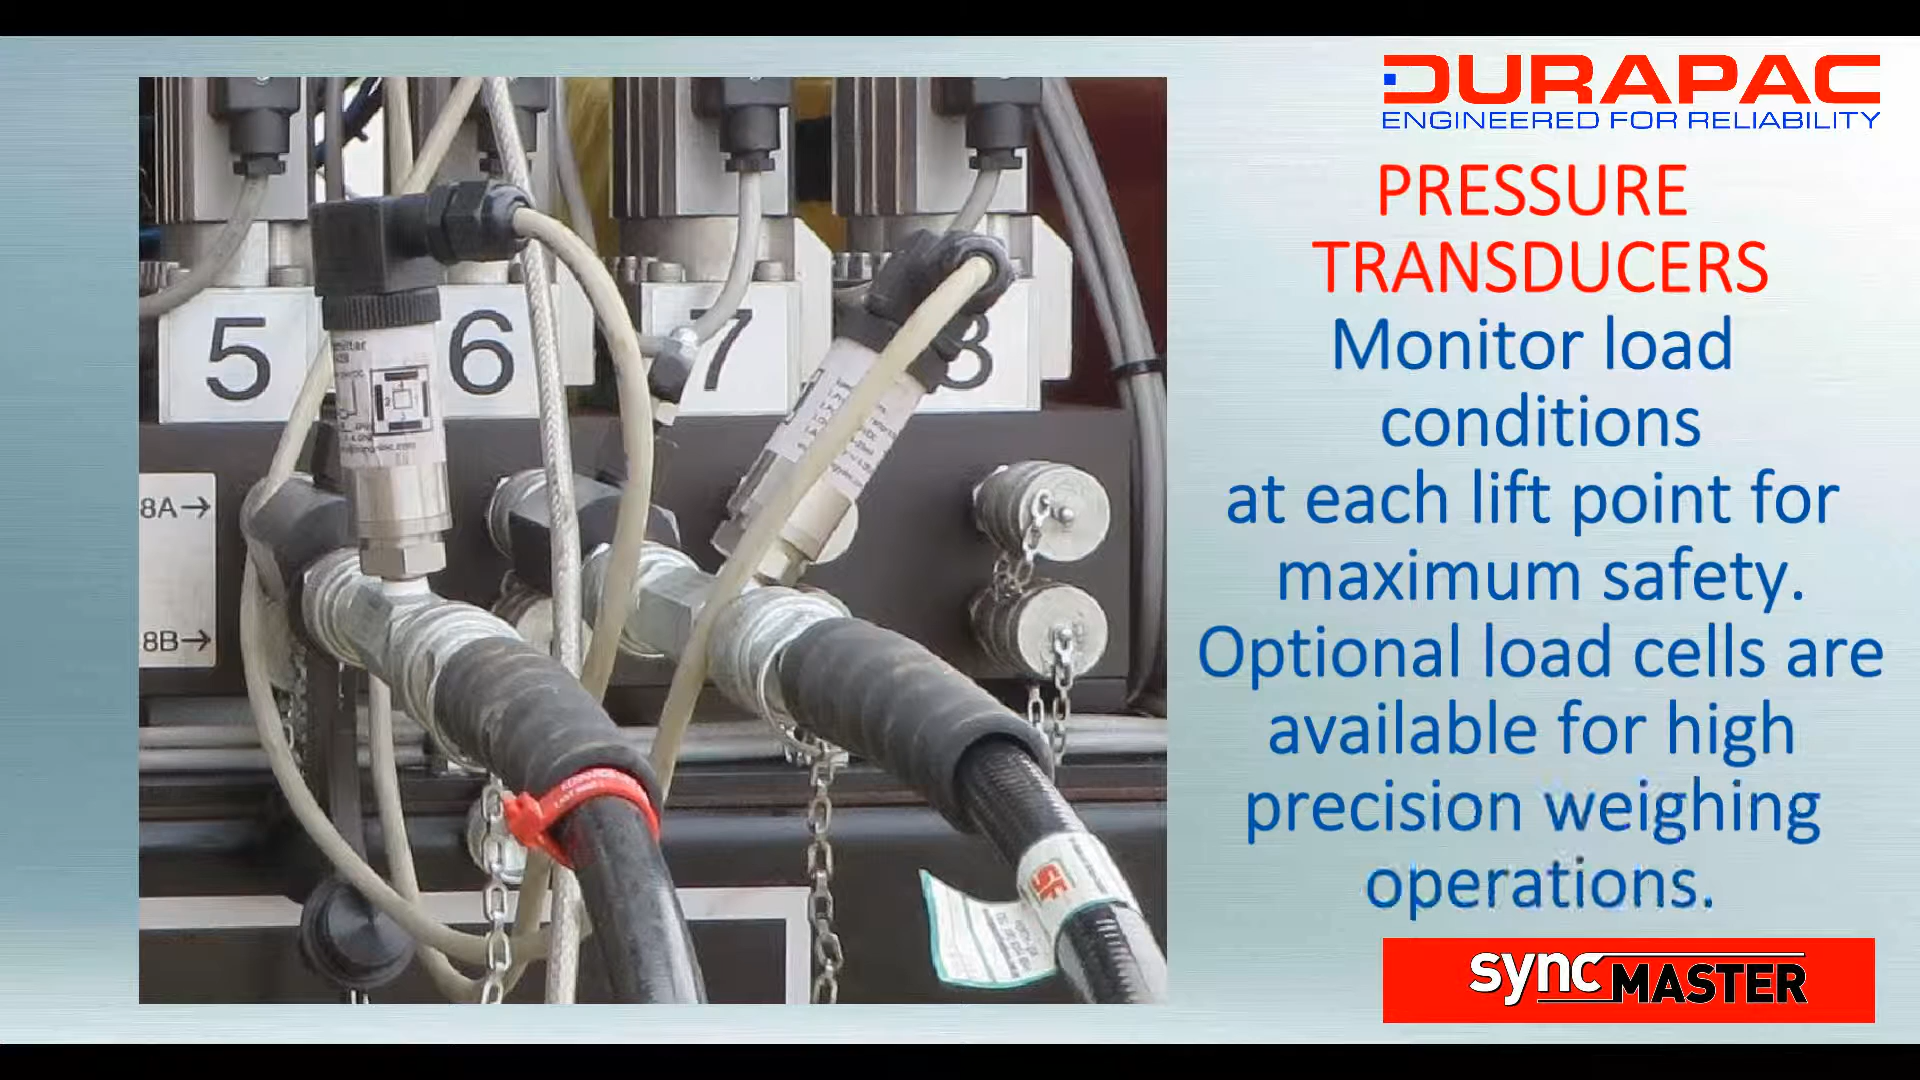 DURAPAC
ENGINEERED FOR RELIABILITY
PRESSURE
TRANSDUCERS
Monitor load
conditions
at each lift point for
maximum safety.
Optional load cells are
available for high
precision weighing
operations.
syncMASTER
5
6
7
8
8A→
8B→
SF